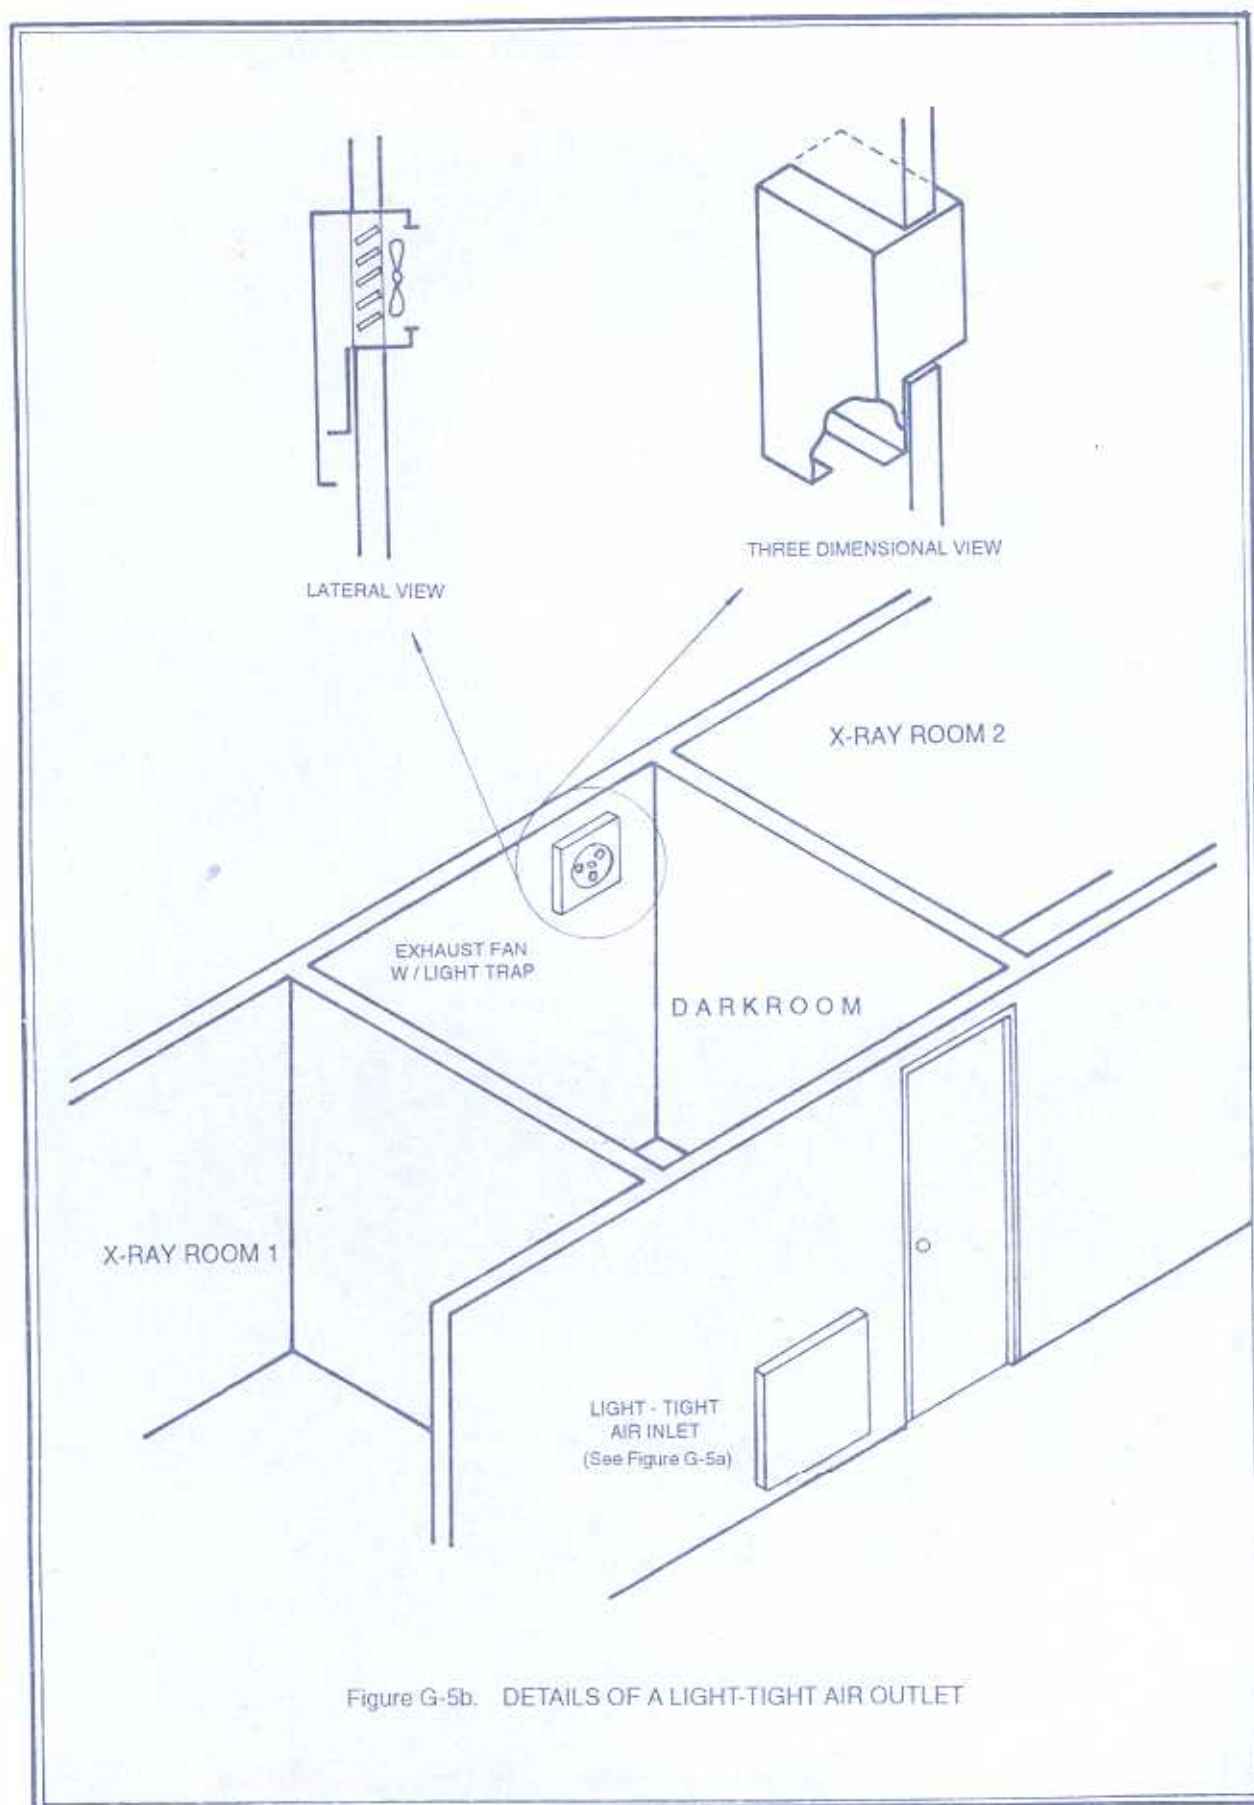 LATERAL VIEW
THREE DIMENSIONAL VIEW
X-RAY ROOM 2
EXHAUST FAN
W / LIGHT TRAP
DARKROOM
X-RAY ROOM 1
LIGHT - TIGHT
AIR INLET
(See Figure G-5a)
Figure G-5b. DETAILS OF A LIGHT-TIGHT AIR OUTLET